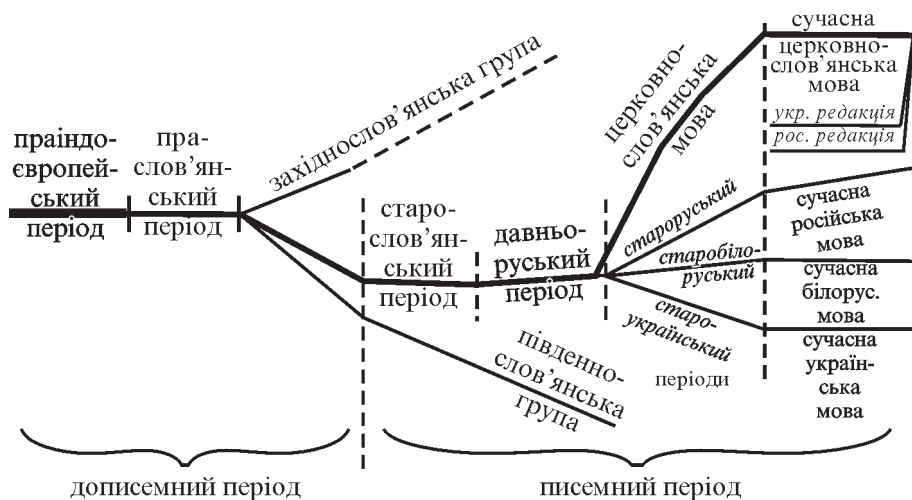 праіндо-
європей-
ський
період
пра-
слов’ян-
ський
період
західнослов’янська група
старо-
слов’ян-
ський
період
давньо-
руський
період
південно-
слов’янська
група
церковно-
слов’янська
мова
староруський
старобіло-
руський
старо-
український
періоди
сучасна
церковно-
слов’янська
мова
укр. редакція
рос. редакція
сучасна
російська
мова
сучасна
білорус.
мова
сучасна
україн-
ська
мова
дописемний період
писемний період